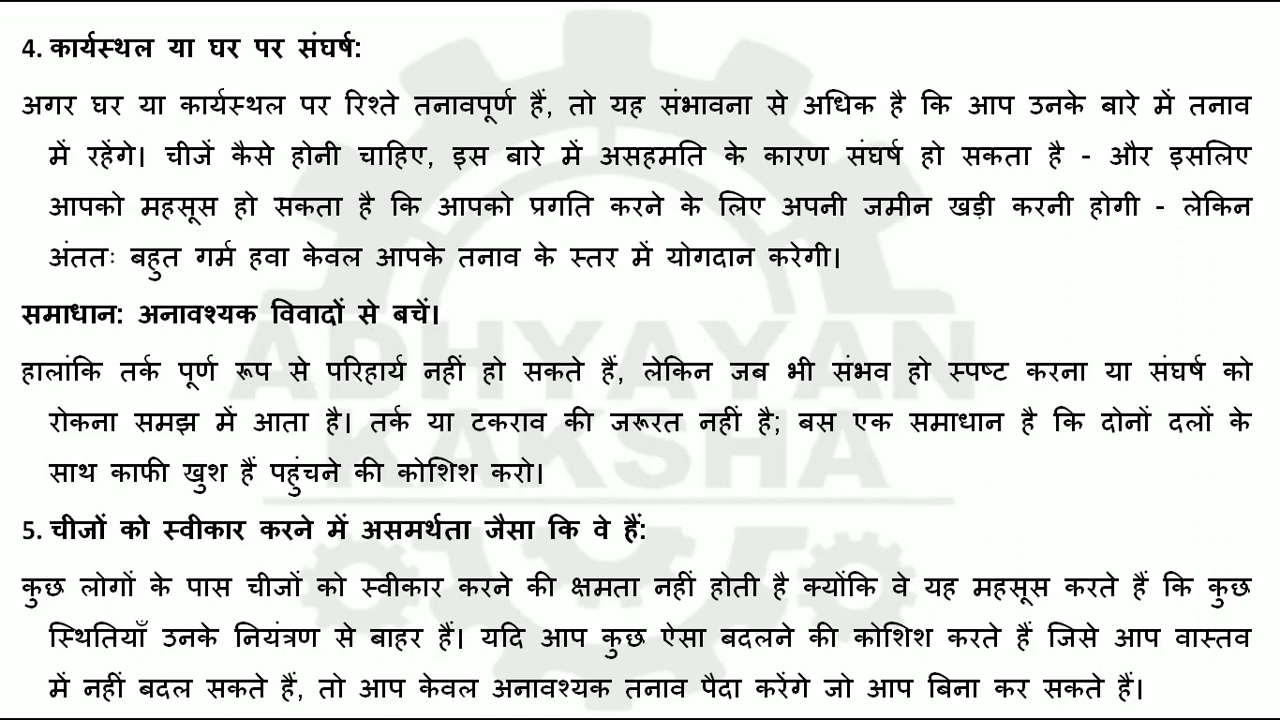 4. कार्यस्थल या घर पर संघर्ष:
अगर घर या कार्यस्थल पर रिश्ते तनावपूर्ण हैं, तो यह संभावना से अधिक है कि आप उनके बारे में तनाव
में रहेंगे। चीजें कैसे होनी चाहिए, इस बारे में असहमति के कारण संघर्ष हो सकता है - और इसलिए
आपको महसूस हो सकता है कि आपको प्रगति करने के लिए अपनी जमीन खड़ी करनी होगी - लेकिन
अंततः बहुत गर्म हवा केवल आपके तनाव के स्तर में योगदान करेगी।
समाधान: अनावश्यक विवादों से बचें।
हालांकि तर्क पूर्ण रूप से परिहार्य नहीं हो सकते हैं, लेकिन जब भी संभव हो स्पष्ट करना या संघर्ष को
रोकना समझ में आता है। तर्क या टकराव की जरूरत नहीं है; बस एक समाधान है कि दोनों दलों के
साथ काफी खुश हैं पहुंचने की कोशिश करो।
5. चीजों को स्वीकार करने में असमर्थता जैसा कि वे हैं:
कुछ लोगों के पास चीजों को स्वीकार करने की क्षमता नहीं होती है क्योंकि वे यह महसूस करते हैं कि कुछ
स्थितियाँ उनके नियंत्रण से बाहर हैं। यदि आप कुछ ऐसा बदलने की कोशिश करते हैं जिसे आप वास्तव
में नहीं बदल सकते हैं, तो आप केवल अनावश्यक तनाव पैदा करेंगे जो आप बिना कर सकते हैं।
ADHYAYAN
KAKSHA